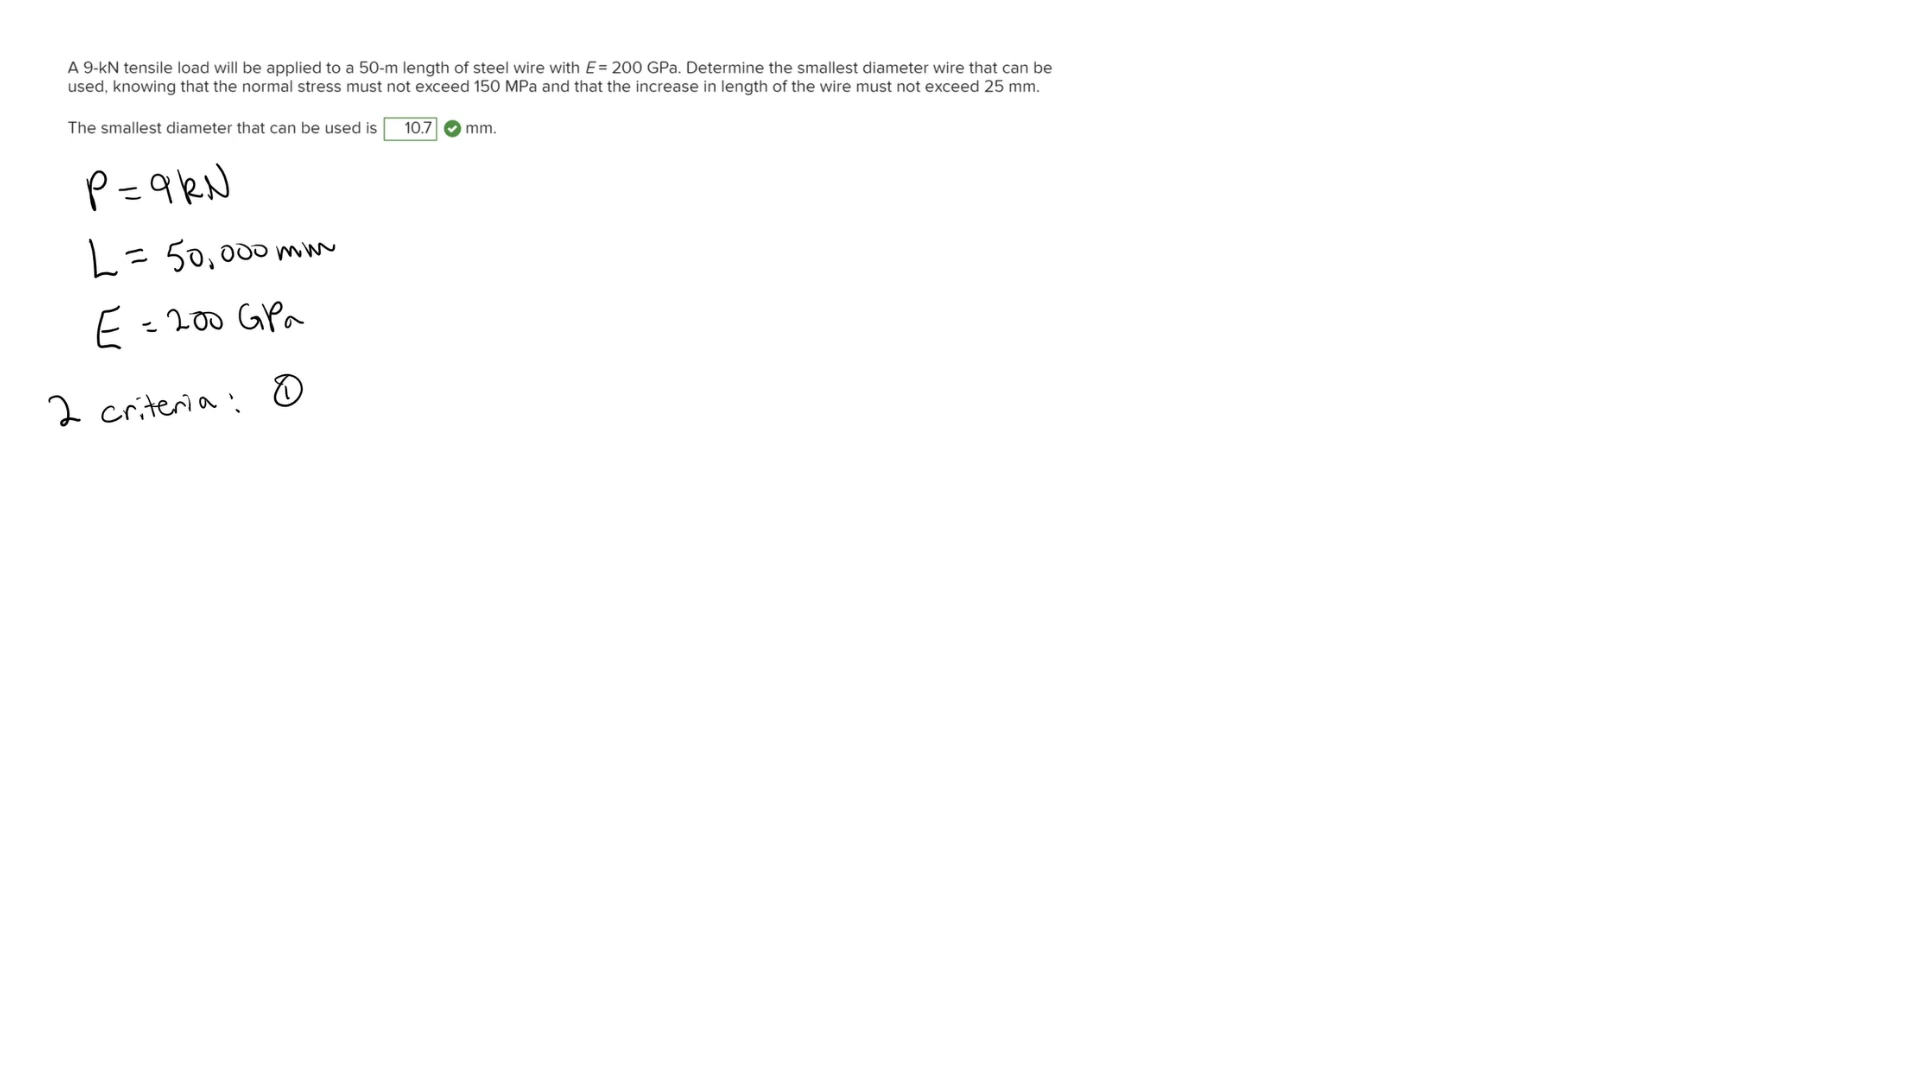 A 9-kN tensile load will be applied to a 50-m length of steel wire with E = 200 GPa. Determine the smallest diameter wire that can be
used, knowing that the normal stress must not exceed 150 MPa and that the increase in length of the wire must not exceed 25 mm.
The smallest diameter that can be used is 10.7 mm.
P = 9 kN
L = 50,000 mm
E = 200 GPa
2 criteria: ①